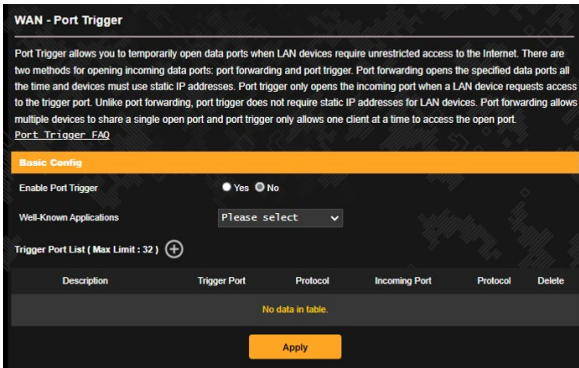 WAN - Port Trigger
Port Trigger allows you to temporarily open data ports when LAN devices require unrestricted access to the Internet. There are
two methods for opening incoming data ports: port forwarding and port trigger. Port forwarding opens the specified data ports all
the time and devices must use static IP addresses. Port trigger only opens the incoming port when a LAN device requests access
to the trigger port. Unlike port forwarding, port trigger does not require static IP addresses for LAN devices. Port forwarding allows
multiple devices to share a single open port and port trigger only allows one client at a time to access the open port.
Port Trigger FAQ
Basic Config
Enable Port Trigger Yes No
Well-Known Applications Please select
Trigger Port List ( Max Limit : 32 )
Description Trigger Port Protocol Incoming Port Protocol Delete
No data in table.
Apply